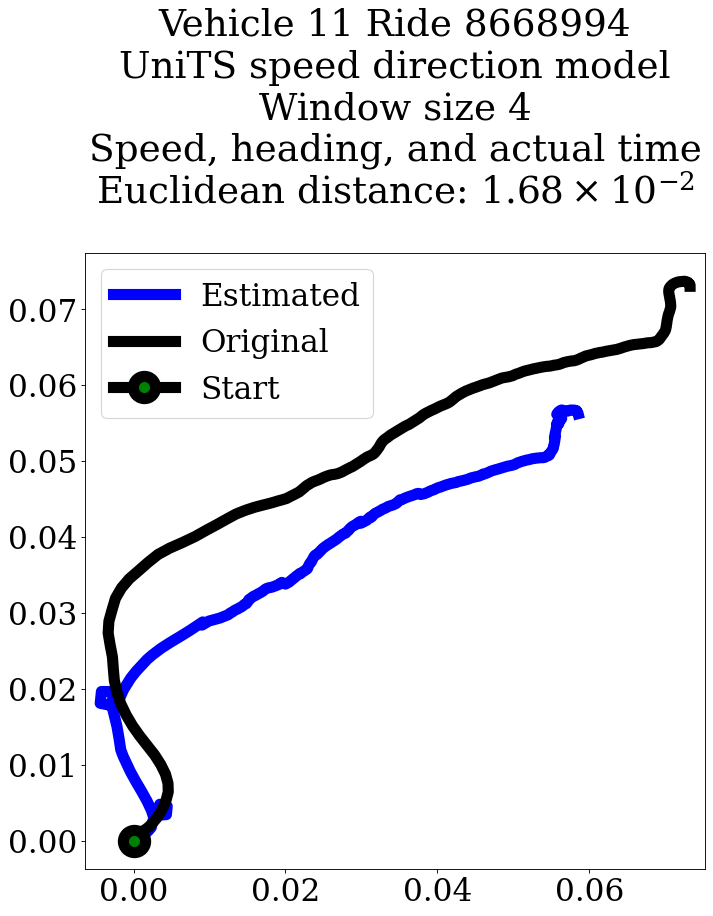 Vehicle 11 Ride 8668994
UniTS speed direction model
Window size 4
Speed, heading, and actual time
Euclidean distance: 1.68 × 10⁻²
Estimated
Original
Start
0.07
0.06
0.05
0.04
0.03
0.02
0.01
0.00
0.00 0.02 0.04 0.06